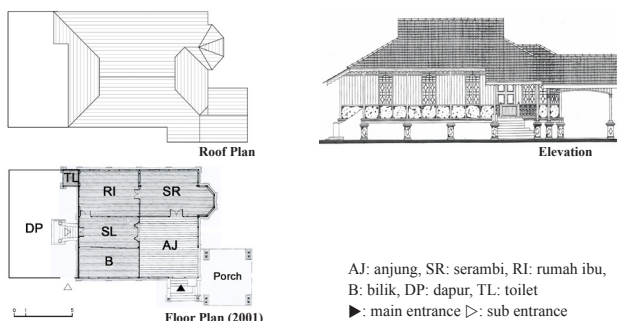 Roof Plan
Elevation
TL
RI
SR
DP
SL
AJ
B
Porch
0 1 5
Floor Plan (2001)
AJ: anjung, SR: serambi, RI: rumah ibu,
B: bilik, DP: dapur, TL: toilet
▶: main entrance ▷: sub entrance